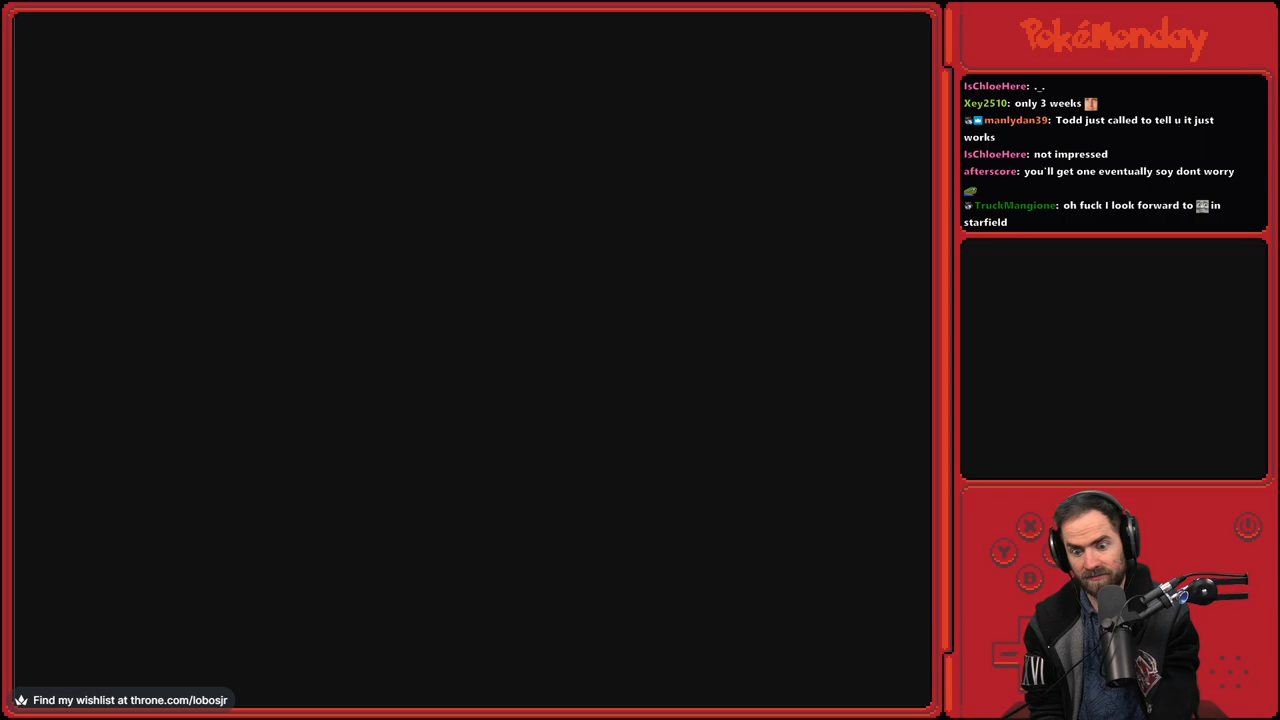 PokéMonday
IsChloeHere: ._.
Xey2510: only 3 weeks
manlydan39: Todd just called to tell u it just
works
IsChloeHere: not impressed
afterscore: you'll get one eventually soy dont worry
TruckMangione: oh fuck I look forward to in
starfield
X
Y
B
XVI
Find my wishlist at throne.com/lobosjr